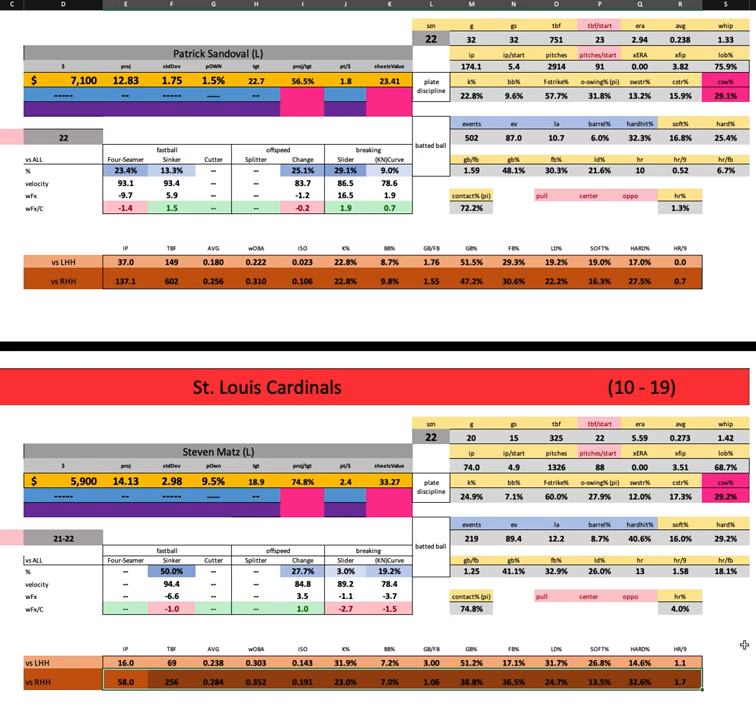 C D E F G H I J K L M N O P Q R S
szn g gs tbf tbf/start era avg whip
22 32 32 751 23 2.94 0.238 1.33
Patrick Sandoval (L) ip ip/start pitches pitches/start xERA xfip lob%
174.1 5.4 2914 91 0.00 3.82 75.9%
$ proj stdDev pOWN tgt proj/tgt pt/$ sheetsValue
$ 7,100 12.83 1.75 1.5% 22.7 56.5% 1.8 23.41
plate discipline k% bb% f-strike% o-swing% (pi) swstr% cstr% csw%
22.8% 9.6% 57.7% 31.8% 13.2% 15.9% 29.1%
----- -- ----- — --
batted ball events ev la barrel% hardhit% soft% hard%
22 502 87.0 10.7 6.0% 32.3% 16.8% 25.4%
fastball offspeed breaking
vs ALL Four-Seamer Sinker Cutter Splitter Change Slider (KN)Curve gb/fb gb% fb% ld% hr hr/9 hr/fb
% 23.4% 13.3% -- -- 25.1% 29.1% 9.0% 1.59 48.1% 30.3% 21.6% 10 0.52 6.7%
velocity 93.1 93.4 -- -- 83.7 86.5 78.6
wFx -9.7 5.9 -- -- -1.2 16.5 1.9 contact% (pi) pull center oppo hr%
wFx/C -1.4 1.5 -- -- -0.2 1.9 0.7 72.2% 1.3%
IP TBF AVG wOBA ISO K% BB% GB/FB GB% FB% LD% SOFT% HARD% HR/9
vs LHH 37.0 149 0.180 0.222 0.023 22.8% 8.7% 1.76 51.5% 29.3% 19.2% 19.0% 17.0% 0.0
vs RHH 137.1 602 0.256 0.310 0.106 22.8% 9.8% 1.55 47.2% 30.6% 22.2% 16.3% 27.5% 0.7
St. Louis Cardinals (10 - 19)
szn g gs tbf tbf/start era avg whip
22 20 15 325 22 5.59 0.273 1.42
Steven Matz (L) ip ip/start pitches pitches/start xERA xfip lob%
74.0 4.9 1326 88 0.00 3.51 68.7%
$ proj stdDev pOwn tgt proj/tgt pt/$ sheetsValue
$ 5,900 14.13 2.98 9.5% 18.9 74.8% 2.4 33.27
plate discipline k% bb% f-strike% o-swing% (pi) swstr% cstr% csw%
24.9% 7.1% 60.0% 27.9% 12.0% 17.3% 29.2%
----- -- ----- — --
batted ball events ev la barrel% hardhit% soft% hard%
21-22 219 89.4 12.2 8.7% 40.6% 16.0% 29.2%
fastball offspeed breaking
vs ALL Four-Seamer Sinker Cutter Splitter Change Slider (KN)Curve gb/fb gb% fb% ld% hr hr/9 hr/fb
% -- 50.0% -- -- 27.7% 3.0% 19.2% 1.25 41.1% 32.9% 26.0% 13 1.58 18.1%
velocity -- 94.4 -- -- 84.8 89.2 78.4
wFx -- -6.6 -- -- 3.5 -1.1 -3.7 contact% (pi) pull center oppo hr%
wFx/C -- -1.0 -- -- 1.0 -2.7 -1.5 74.8% 4.0%
IP TBF AVG wOBA ISO K% BB% GB/FB GB% FB% LD% SOFT% HARD% HR/9
vs LHH 16.0 69 0.238 0.303 0.143 31.9% 7.2% 3.00 51.2% 17.1% 31.7% 26.8% 14.6% 1.1
vs RHH 58.0 256 0.284 0.352 0.191 23.0% 7.0% 1.06 38.8% 36.5% 24.7% 13.5% 32.6% 1.7